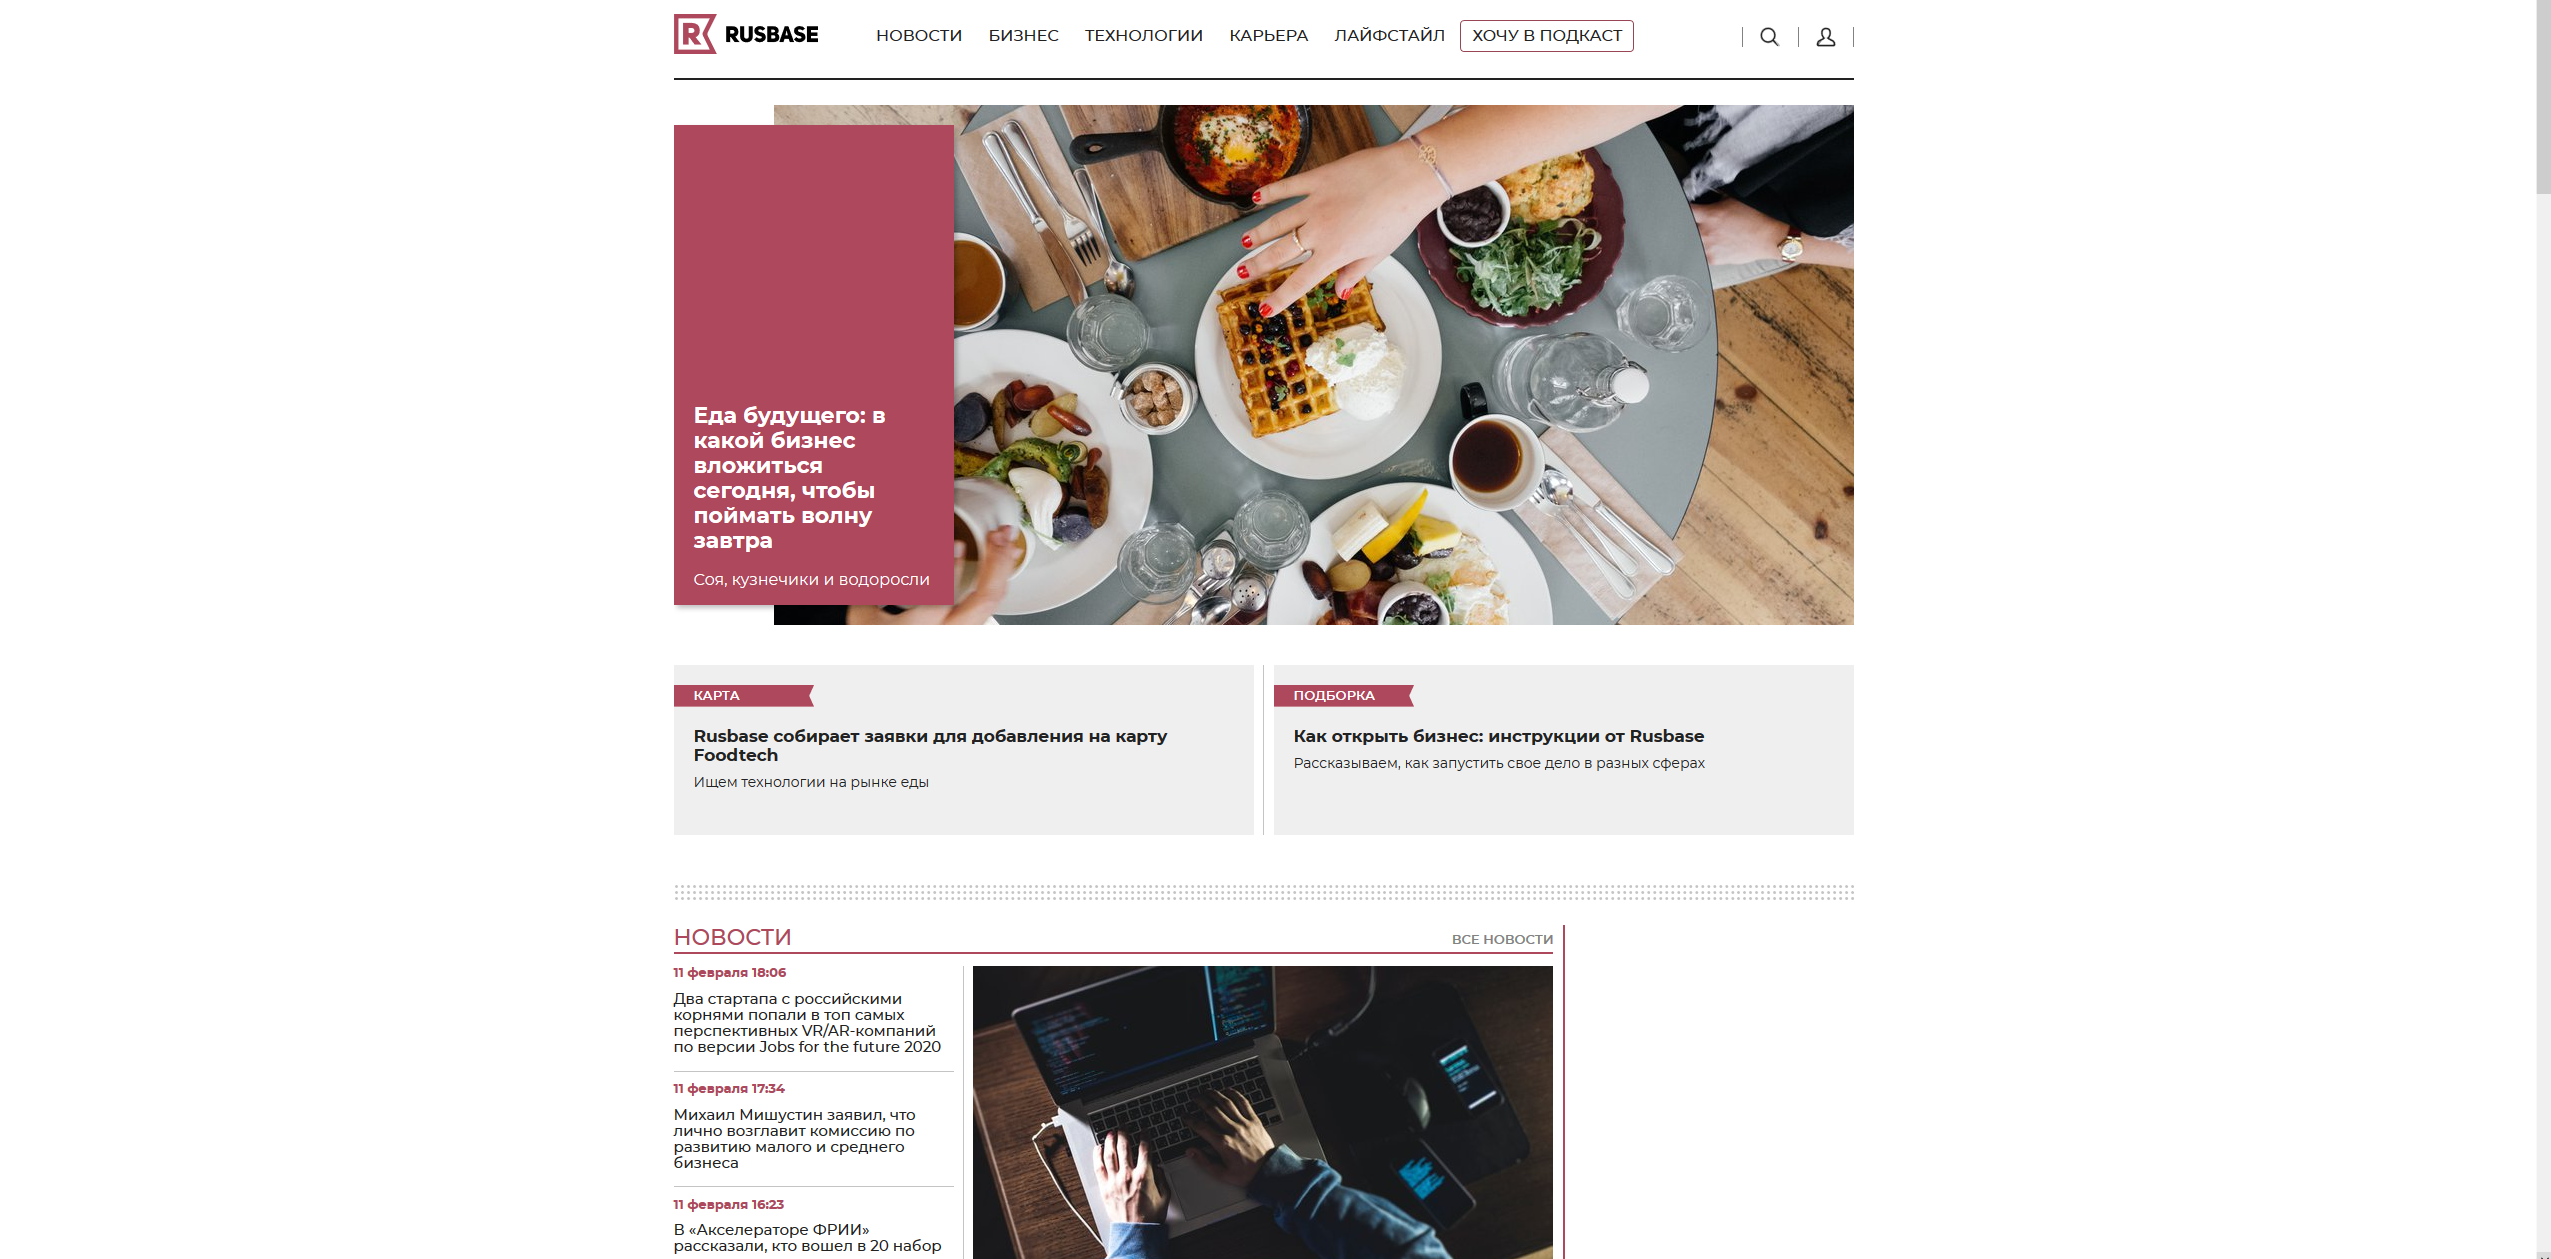 RUSBASE
НОВОСТИ БИЗНЕС ТЕХНОЛОГИИ КАРЬЕРА ЛАЙФСТАЙЛ ХОЧУ В ПОДКАСТ
Еда будущего: в
какой бизнес
вложиться
сегодня, чтобы
поймать волну
завтра
Соя, кузнечики и водоросли
КАРТА
Rusbase собирает заявки для добавления на карту
Foodtech
Ищем технологии на рынке еды
ПОДБОРКА
Как открыть бизнес: инструкции от Rusbase
Рассказываем, как запустить свое дело в разных сферах
НОВОСТИ
ВСЕ НОВОСТИ
11 февраля 18:06
Два стартапа с российскими
корнями попали в топ самых
перспективных VR/AR-компаний
по версии Jobs for the future 2020
11 февраля 17:34
Михаил Мишустин заявил, что
лично возглавит комиссию по
развитию малого и среднего
бизнеса
11 февраля 16:23
В «Акселераторе ФРИИ»
рассказали, кто вошел в 20 набор